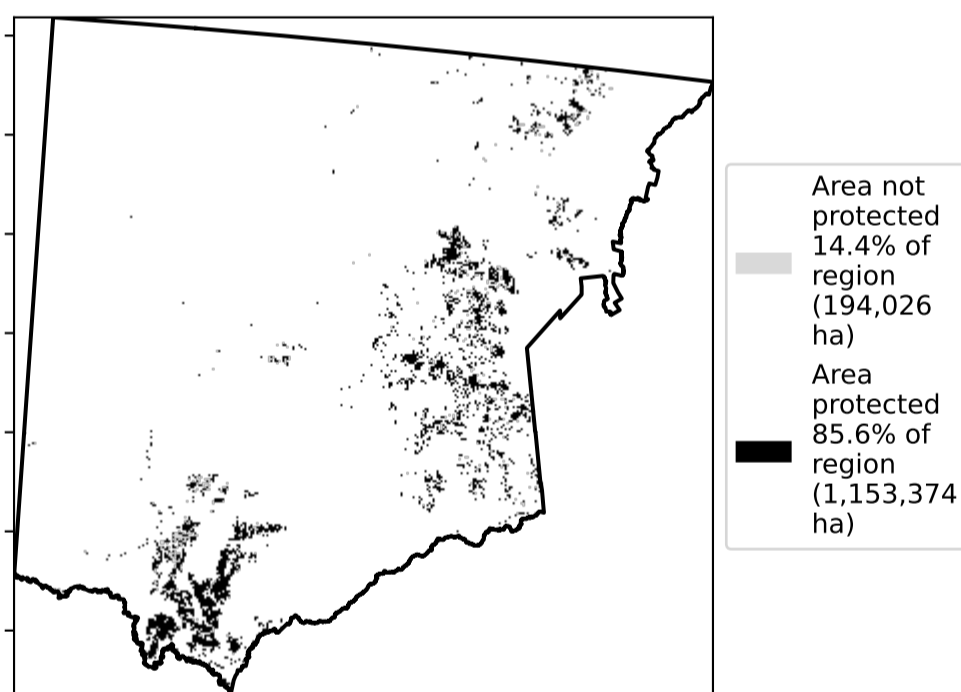 Area not
protected
14.4% of
region
(194,026
ha)
Area
protected
85.6% of
region
(1,153,374
ha)